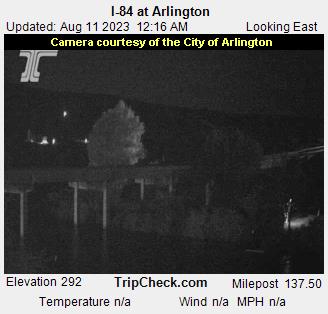 I-84 at Arlington
Updated: Aug 11 2023 12:16 AM Looking East
Camera courtesy of the City of Arlington
Elevation 292 TripCheck.com Milepost 137.50
Temperature n/a Wind n/a MPH n/a